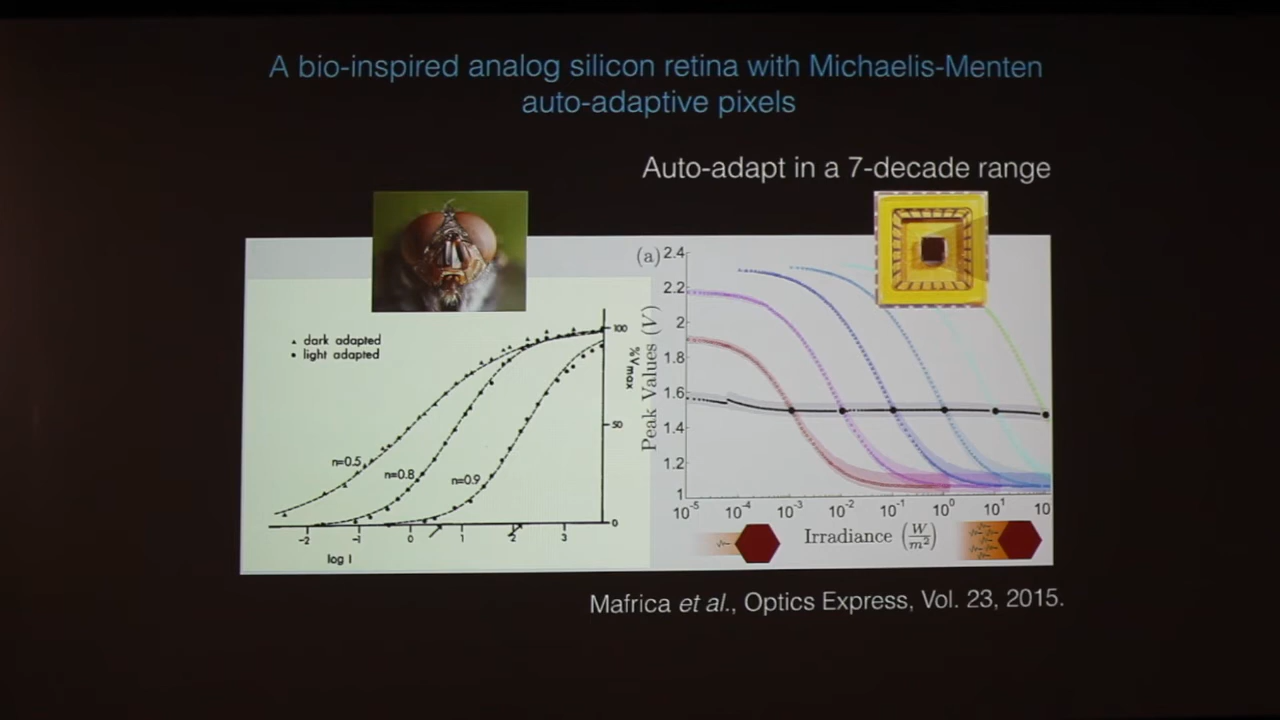 A bio-inspired analog silicon retina with Michaelis-Menten
auto-adaptive pixels
Auto-adapt in a 7-decade range
▴ dark adapted
• light adapted
n=0.5
n=0.8
n=0.9
100
%Vmax
50
0
-2 -1 0 1 2 3
log I
(a)
Peak Values (V)
2.4
2.2
2
1.8
1.6
1.4
1.2
1
10⁻⁵ 10⁻⁴ 10⁻³ 10⁻² 10⁻¹ 10⁰ 10¹ 10
Irradiance (W/m²)
Mafrica et al., Optics Express, Vol. 23, 2015.